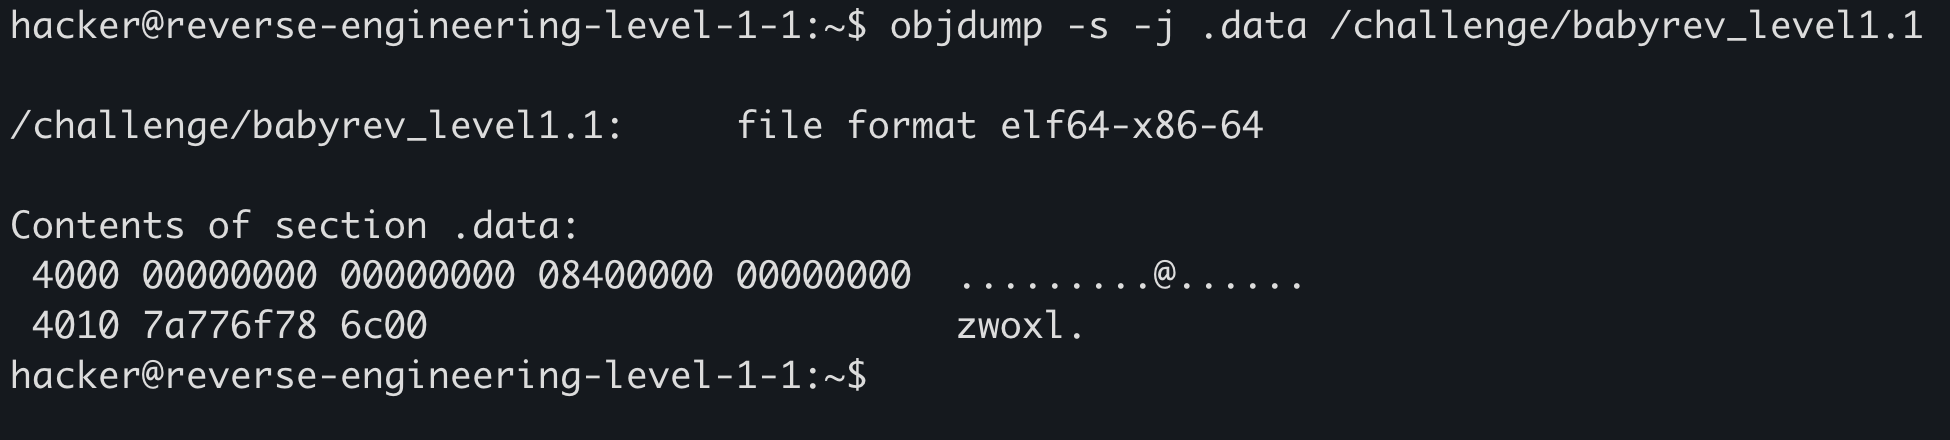 hacker@reverse-engineering-level-1-1:~$ objdump -s -j .data /challenge/babyrev_level1.1
/challenge/babyrev_level1.1:     file format elf64-x86-64
Contents of section .data:
 4000 00000000 00000000 08400000 00000000  .........@......
 4010 7a776f78 6c00                        zwoxl.
hacker@reverse-engineering-level-1-1:~$